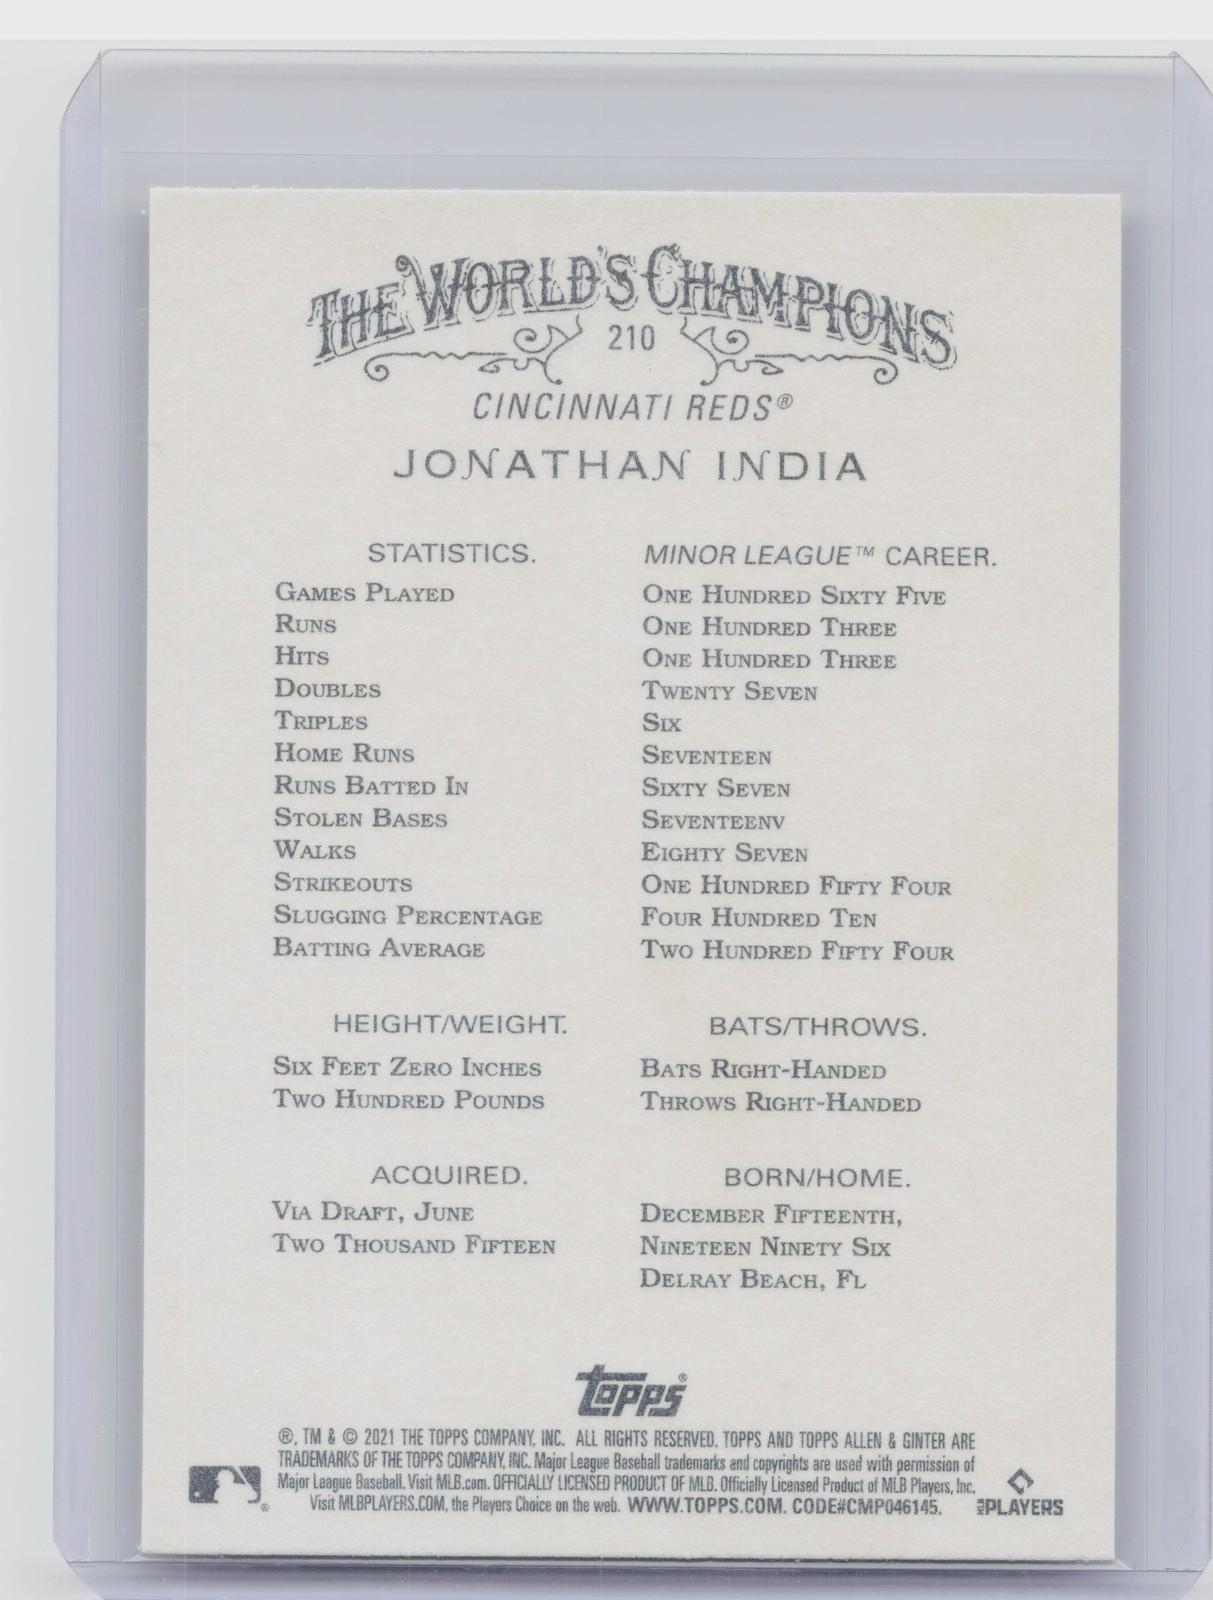 THE WORLD'S CHAMPIONS
210
CINCINNATI REDS®
JONATHAN INDIA
STATISTICS. MINOR LEAGUE™ CAREER.
GAMES PLAYED ONE HUNDRED SIXTY FIVE
RUNS ONE HUNDRED THREE
HITS ONE HUNDRED THREE
DOUBLES TWENTY SEVEN
TRIPLES SIX
HOME RUNS SEVENTEEN
RUNS BATTED IN SIXTY SEVEN
STOLEN BASES SEVENTEENV
WALKS EIGHTY SEVEN
STRIKEOUTS ONE HUNDRED FIFTY FOUR
SLUGGING PERCENTAGE FOUR HUNDRED TEN
BATTING AVERAGE TWO HUNDRED FIFTY FOUR
HEIGHT/WEIGHT. BATS/THROWS.
SIX FEET ZERO INCHES BATS RIGHT-HANDED
TWO HUNDRED POUNDS THROWS RIGHT-HANDED
ACQUIRED. BORN/HOME.
VIA DRAFT, JUNE DECEMBER FIFTEENTH,
TWO THOUSAND FIFTEEN NINETEEN NINETY SIX
DELRAY BEACH, FL
topps®
®, TM & © 2021 THE TOPPS COMPANY, INC. ALL RIGHTS RESERVED. TOPPS AND TOPPS ALLEN & GINTER ARE
TRADEMARKS OF THE TOPPS COMPANY, INC. Major League Baseball trademarks and copyrights are used with permission of
Major League Baseball. Visit MLB.com. OFFICIALLY LICENSED PRODUCT OF MLB. Officially Licensed Product of MLB Players, Inc.
Visit MLBPLAYERS.COM, the Players Choice on the web. WWW.TOPPS.COM. CODE#CMP046145.
MLB PLAYERS